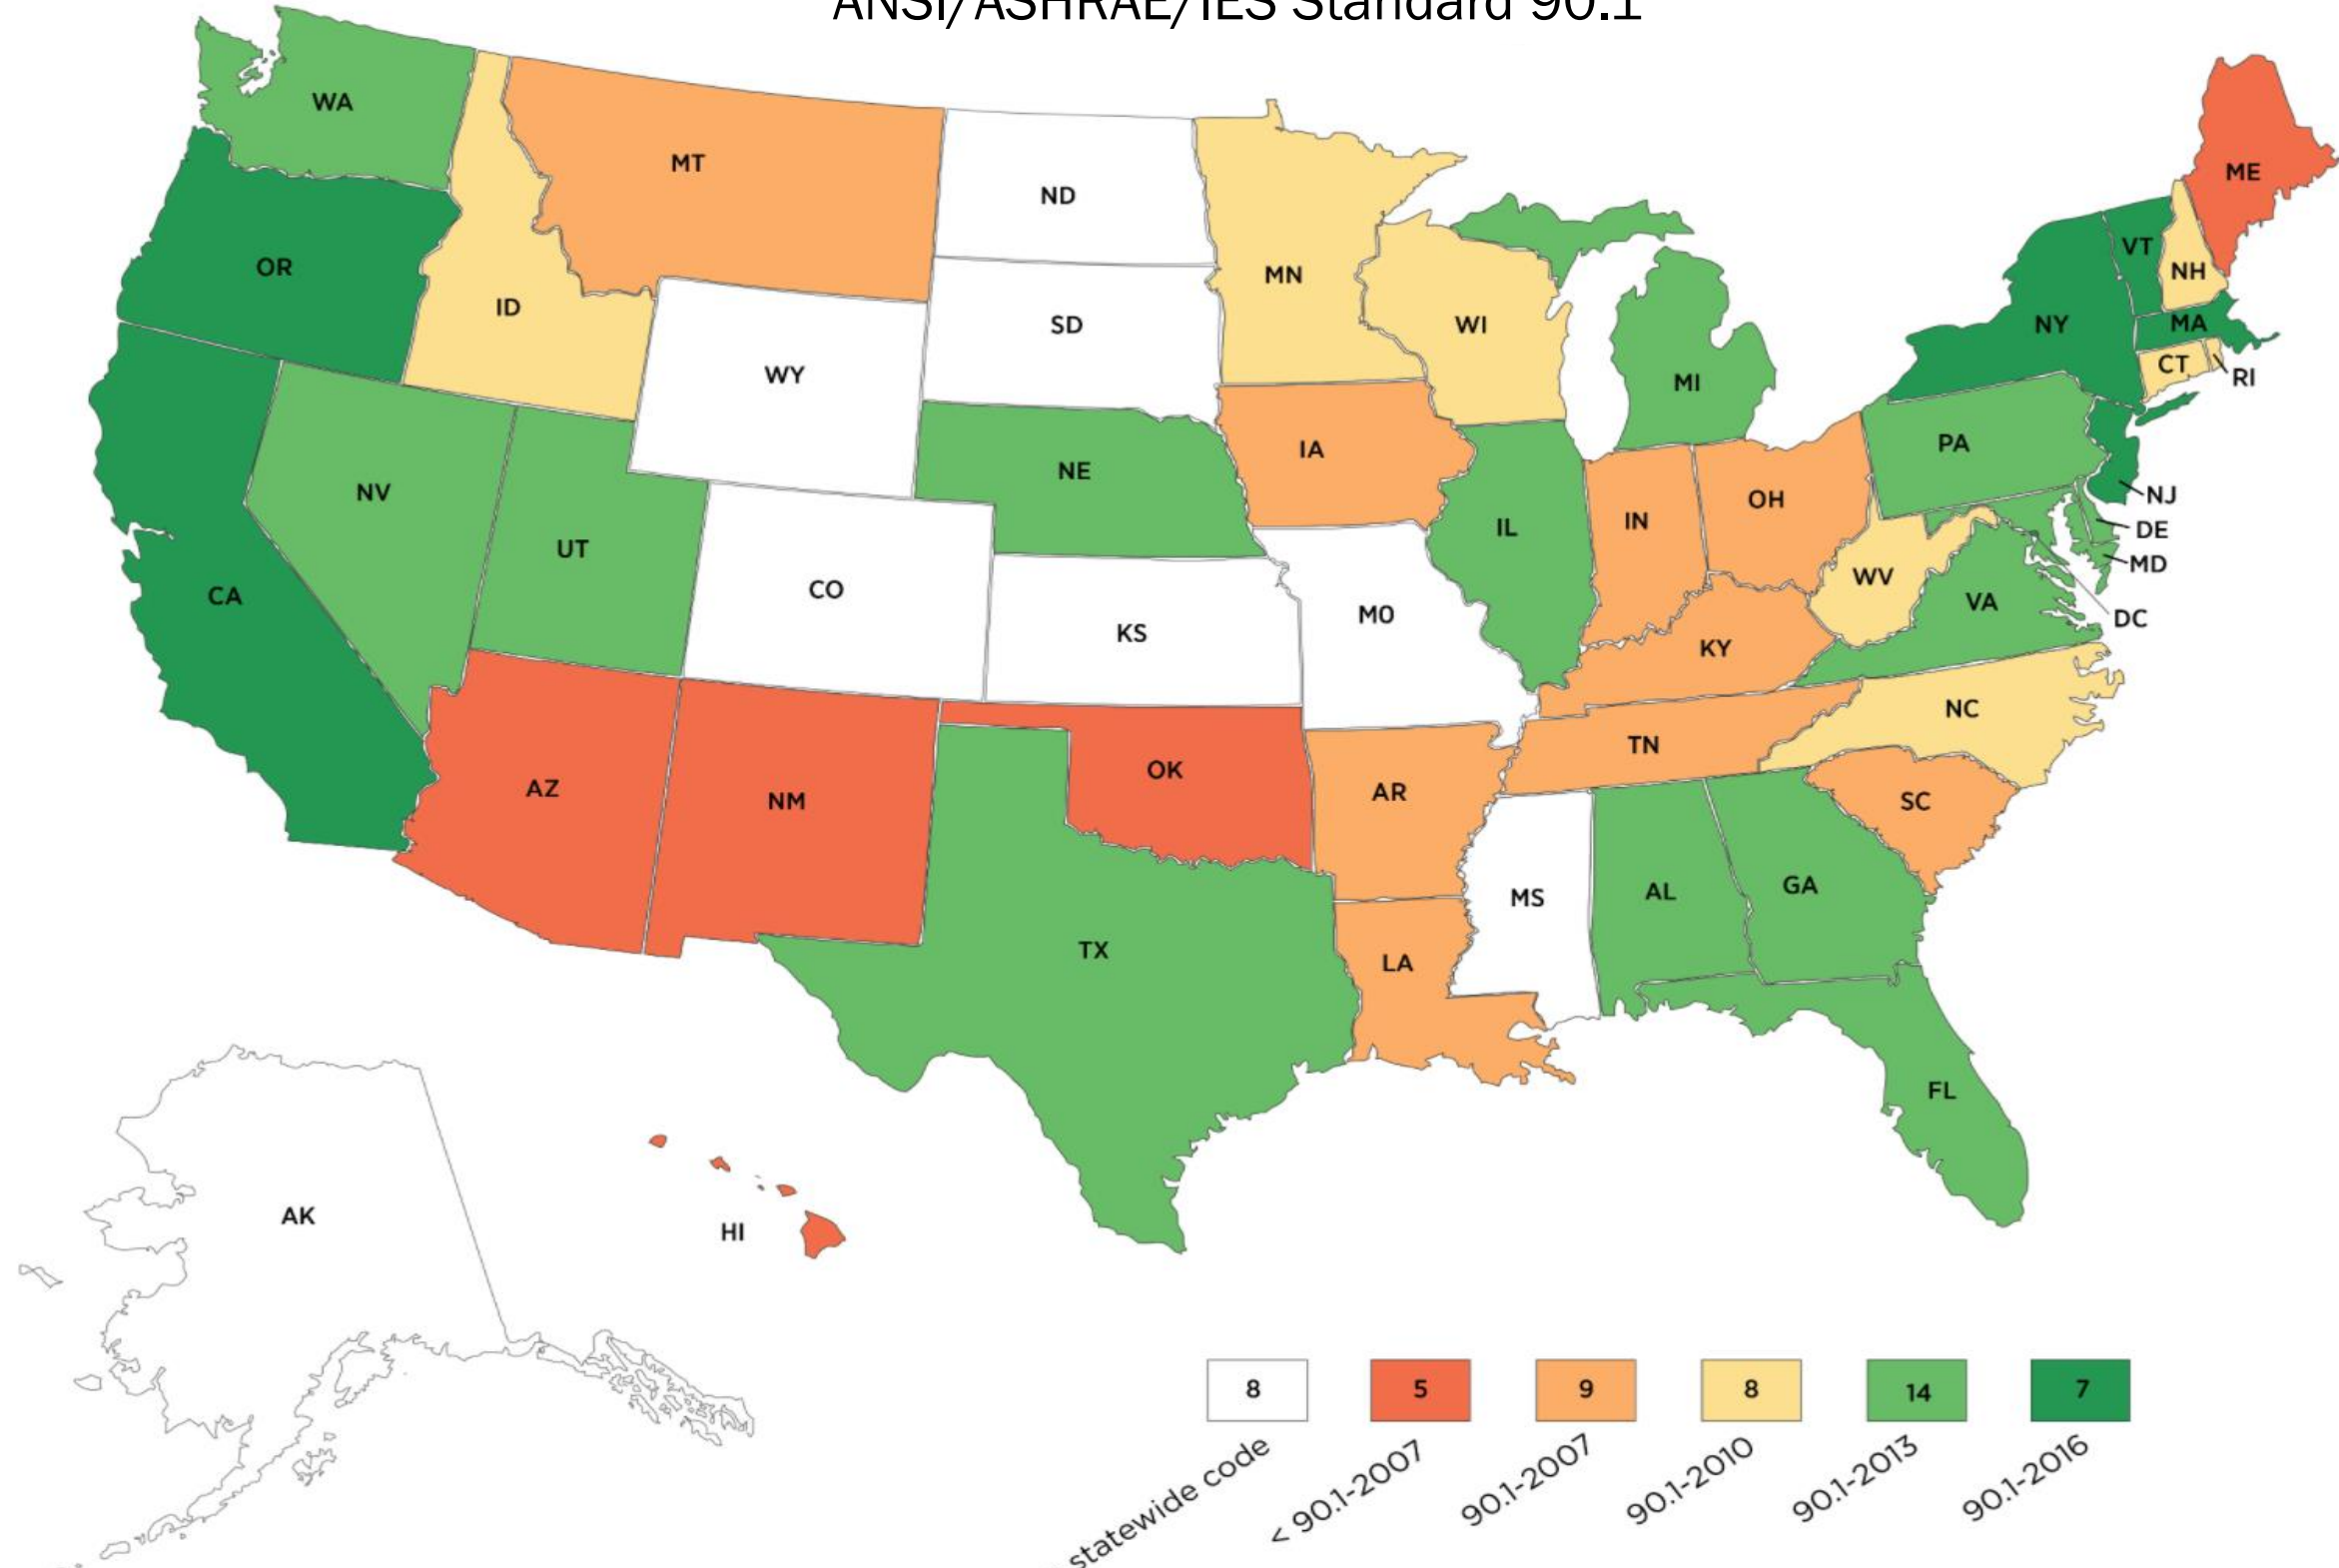 ANSI/ASHRAE/IES Standard 90.1
WA
MT
ND
MN
ME
OR
ID
SD
WI
VT
NH
NY
MA
CT
RI
WY
MI
IA
NE
PA
NV
NJ
UT
IL
IN
OH
DE
MD
CO
CA
KS
MO
WV
VA
DC
KY
NC
TN
AZ
NM
OK
AR
SC
MS
AL
GA
TX
LA
FL
AK
HI
8
5
9
8
14
7
statewide code
< 90.1-2007
90.1-2007
90.1-2010
90.1-2013
90.1-2016